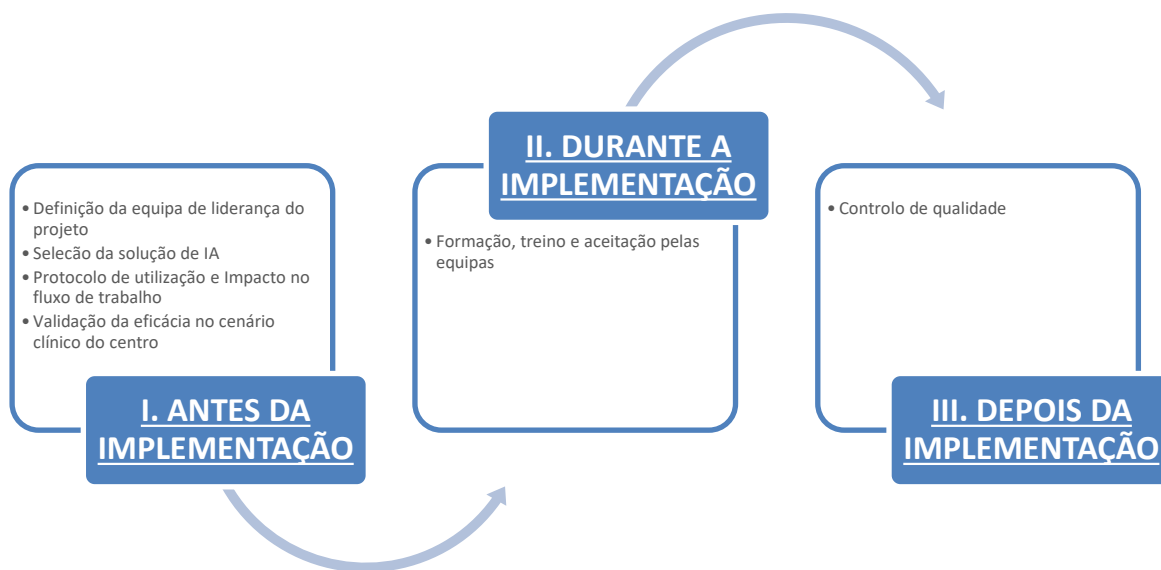 • Definição da equipa de liderança do
projeto
• Selecão da solução de IA
• Protocolo de utilização e Impacto no
fluxo de trabalho
• Validação da eficácia no cenário
clínico do centro
I. ANTES DA
IMPLEMENTAÇÃO
II. DURANTE A
IMPLEMENTAÇÃO
• Formação, treino e aceitação pelas
equipas
• Controlo de qualidade
III. DEPOIS DA
IMPLEMENTAÇÃO